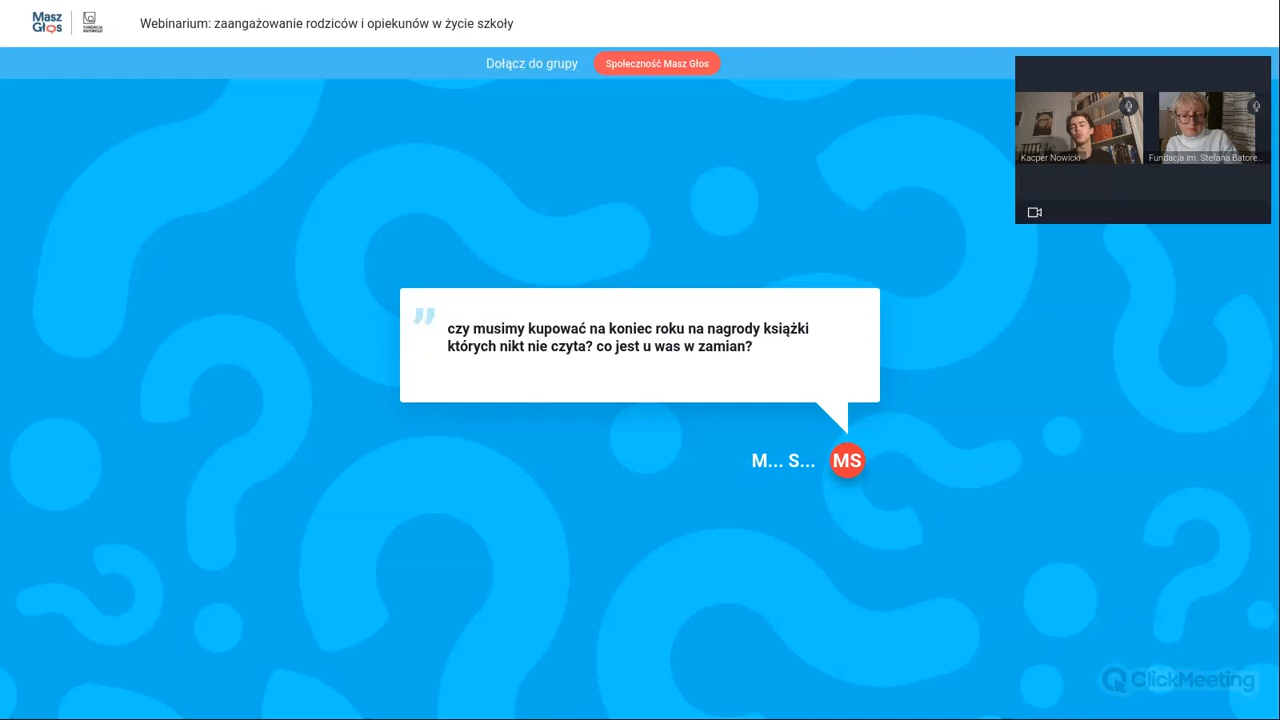 Masz
Głos
FUNDACJA
BATOREGO
Webinarium: zaangażowanie rodziców i opiekunów w życie szkoły
Dołącz do grupy
Społeczność Masz Głos
Kacper Nowicki
Fundacja im. Stefana Batore...
czy musimy kupować na koniec roku na nagrody książki
których nikt nie czyta? co jest u was w zamian?
M... S...
MS
ClickMeeting